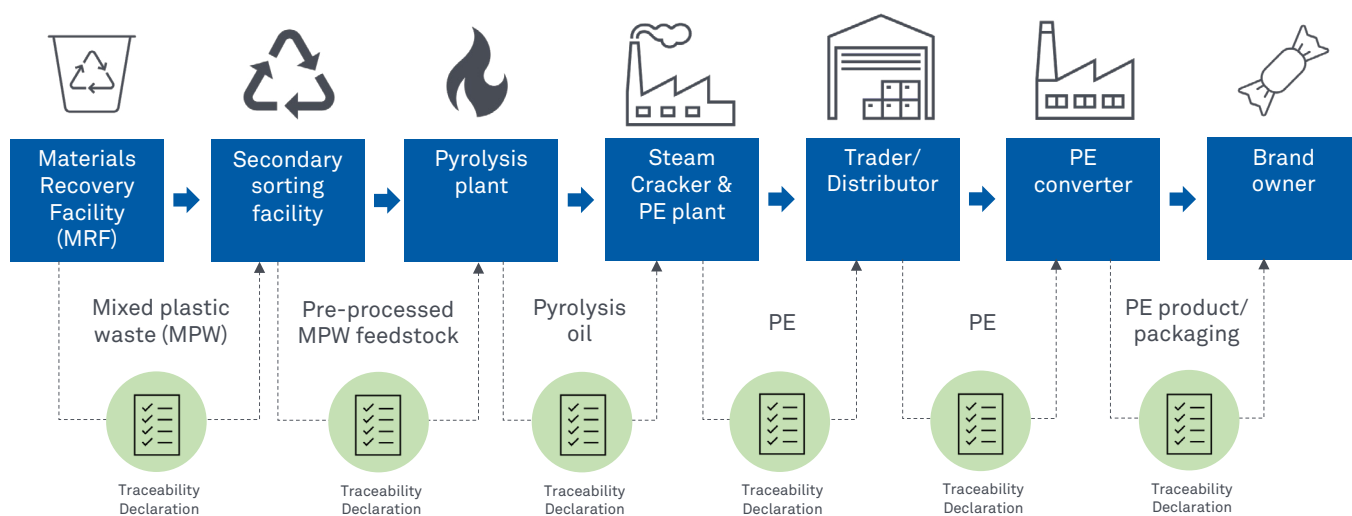 Materials
Recovery
Facility
(MRF)
Secondary
sorting
facility
Pyrolysis
plant
Steam
Cracker &
PE plant
Trader/
Distributor
PE
converter
Brand
owner
Mixed plastic
waste (MPW)
Pre-processed
MPW feedstock
Pyrolysis
oil
PE
PE
PE product/
packaging
Traceability
Declaration
Traceability
Declaration
Traceability
Declaration
Traceability
Declaration
Traceability
Declaration
Traceability
Declaration